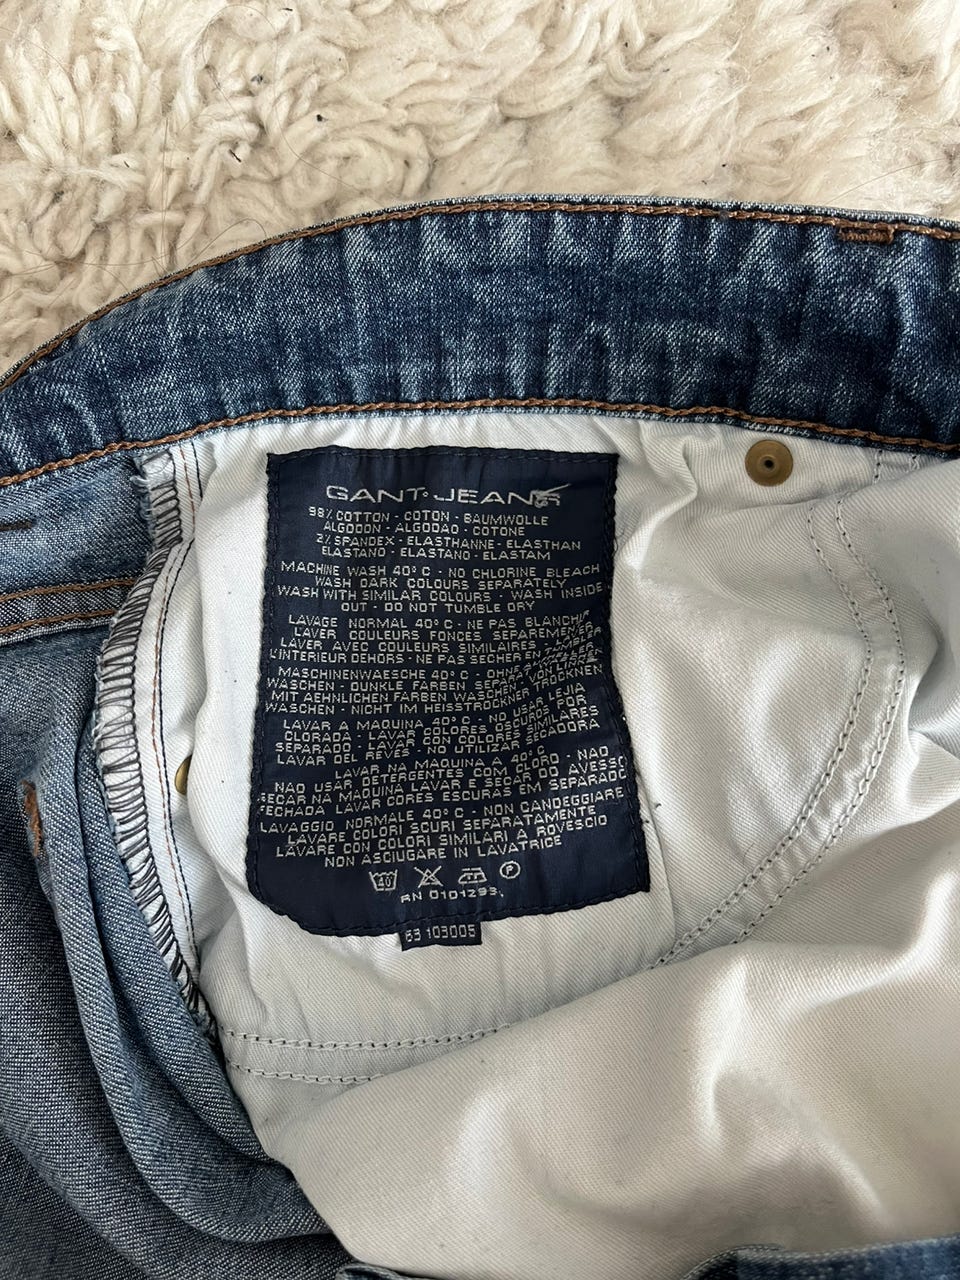 GANT JEANS
98% COTTON - COTON - BAUMWOLLE
ALGODON - ALGODAO - COTONE
2% SPANDEX - ELASTHANNE - ELASTHAN
ELASTANO - ELASTANO - ELASTAM
MACHINE WASH 40° C - NO CHLORINE BLEACH
WASH DARK COLOURS SEPARATELY
WASH WITH SIMILAR COLOURS - WASH INSIDE
OUT - DO NOT TUMBLE DRY
LAVAGE NORMAL 40° C - NE PAS BLANCHIR
LAVER COULEURS FONCES SEPAREMENT
LAVER AVEC COULEURS SIMILAIRES
L'INTERIEUR DEHORS - NE PAS SECHER EN TUMBLER
MASCHINENWAESCHE 40° C - OHNE
WASCHEN - DUNKLE FARBEN SEPARAT
MIT AEHNLICHEN FARBEN WASCHEN - VON LINKE
WASCHEN - NICHT IM HEISSTROCKNER TROCKNEN
LAVAR A MAQUINA 40° C - NO USAR LEJIA
CLORADA - LAVAR COLORES OSCUROS POR
SEPARADO - LAVAR CON COLORES SIMILARES
LAVAR DEL REVES - NO UTILIZAR SECADORA
LAVAR NA MAQUINA A 40° C - NAO
NAO USAR DETERGENTES COM CLORO - DO AVESSO
SECAR NA MAQUINA LAVAR E SECAR
FECHADA LAVAR CORES ESCURAS EM SEPARADO
LAVAGGIO NORMALE 40° C - NON CANDEGGIARE
LAVARE COLORI SCURI SEPARATAMENTE
LAVARE CON COLORI SIMILARI A ROVESCIO
NON ASCIUGARE IN LAVATRICE
40 P
RN 0101293
63 103005